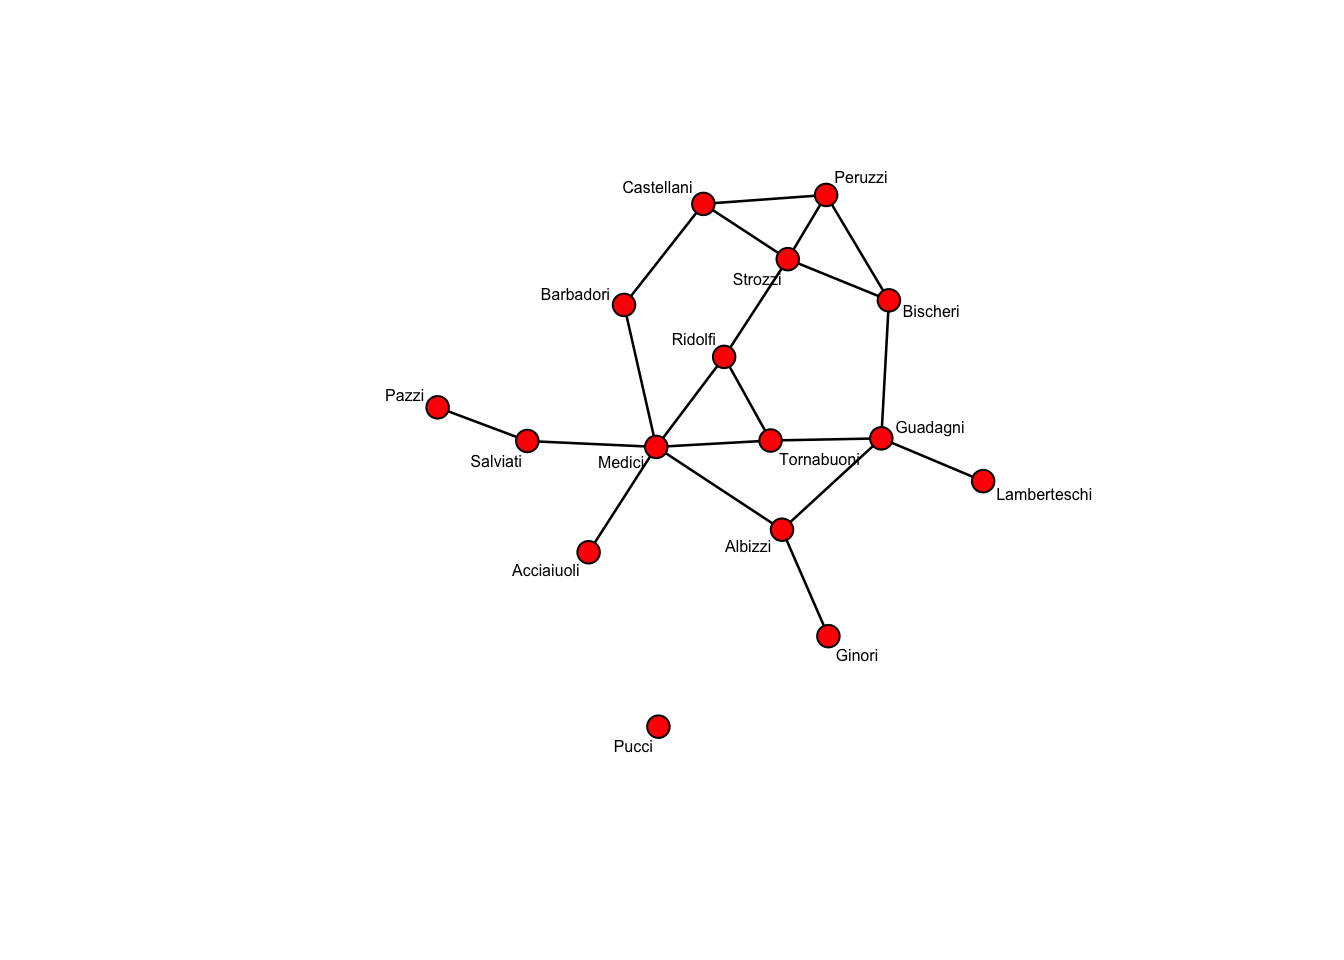 Peruzzi
Castellani
Strozzi
Barbadori
Bischeri
Ridolfi
Pazzi
Guadagni
Salviati
Medici
Tornabuoni
Lamberteschi
Albizzi
Acciaiuoli
Ginori
Pucci